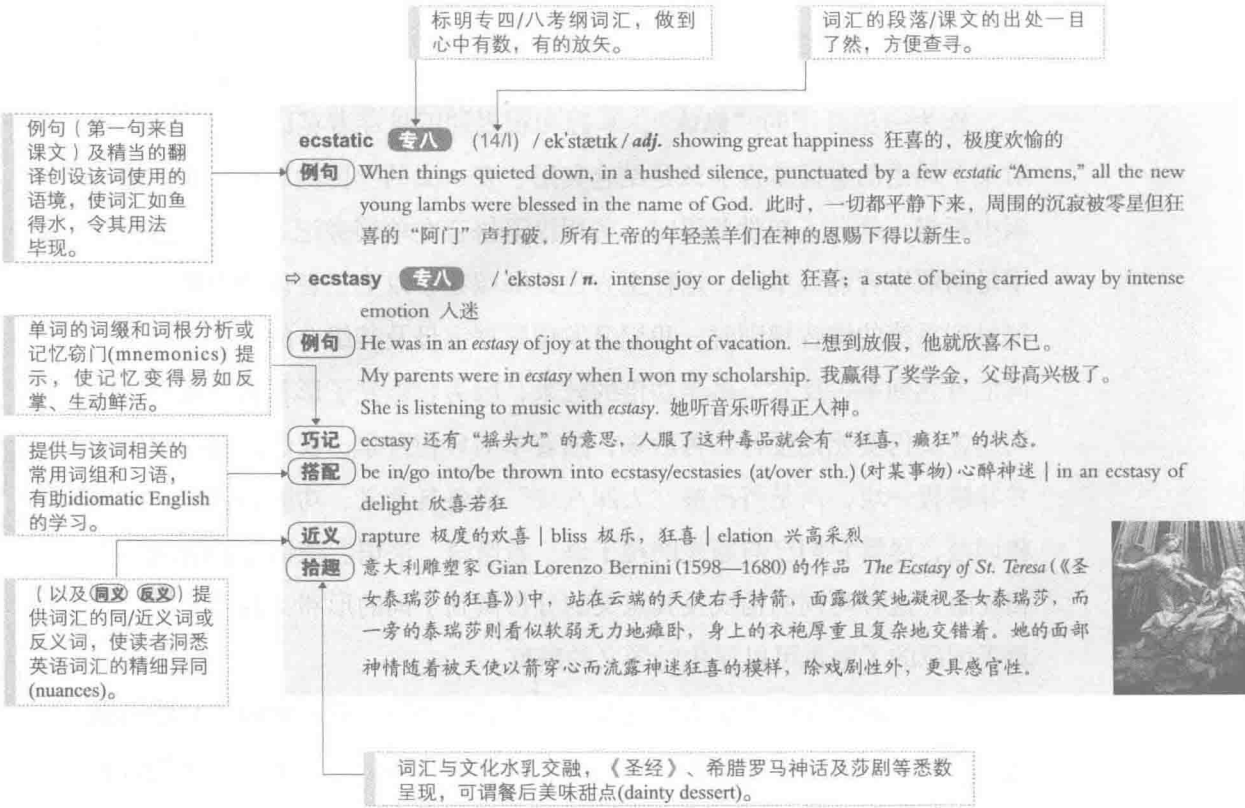 标明专四/八考纲词汇，做到
心中有数，有的放矢。
词汇的段落/课文的出处一目
了然，方便查寻。
例句（第一句来自
课文）及精当的翻
译创设该词使用的
语境，使词汇如鱼
得水，令其用法
毕现。
ecstatic 专八 (14/1) / ek'stætɪk / adj. showing great happiness 狂喜的，极度欢愉的
例句 When things quieted down, in a hushed silence, punctuated by a few ecstatic “Amens,” all the new
young lambs were blessed in the name of God. 此时，一切都平静下来，周围的沉寂被零星但狂
喜的“阿门”声打破，所有上帝的年轻羔羊们在神的恩赐下得以新生。
⇨ ecstasy 专八 / 'ekstəsɪ / n. intense joy or delight 狂喜；a state of being carried away by intense
emotion 入迷
例句 He was in an ecstasy of joy at the thought of vacation. 一想到放假，他就欣喜不已。
My parents were in ecstasy when I won my scholarship. 我赢得了奖学金，父母高兴极了。
She is listening to music with ecstasy. 她听音乐听得正入神。
单词的词缀和词根分析或
记忆窍门(mnemonics) 提
示，使记忆变得易如反
掌、生动鲜活。
巧记 ecstasy 还有“摇头丸”的意思，人服了这种毒品就会有“狂喜，癫狂”的状态。
提供与该词相关的
常用词组和习语，
有助idiomatic English
的学习。
搭配 be in/go into/be thrown into ecstasy/ecstasies (at/over sth.) (对某事物) 心醉神迷 | in an ecstasy of
delight 欣喜若狂
近义 rapture 极度的欢喜 | bliss 极乐，狂喜 | elation 兴高采烈
（以及同义 反义）提
供词汇的同/近义词或
反义词，使读者洞悉
英语词汇的精细异同
(nuances)。
拾趣 意大利雕塑家 Gian Lorenzo Bernini (1598—1680) 的作品 The Ecstasy of St. Teresa (《圣
女泰瑞莎的狂喜》) 中，站在云端的天使右手持箭，面露微笑地凝视圣女泰瑞莎，而
一旁的泰瑞莎则看似软弱无力地瘫卧，身上的衣袍厚重且复杂地交错着。她的面部
神情随着被天使以箭穿心而流露神迷狂喜的模样，除戏剧性外，更具感官性。
词汇与文化水乳交融，《圣经》、希腊罗马神话及莎剧等悉数
呈现，可谓餐后美味甜点(dainty dessert)。